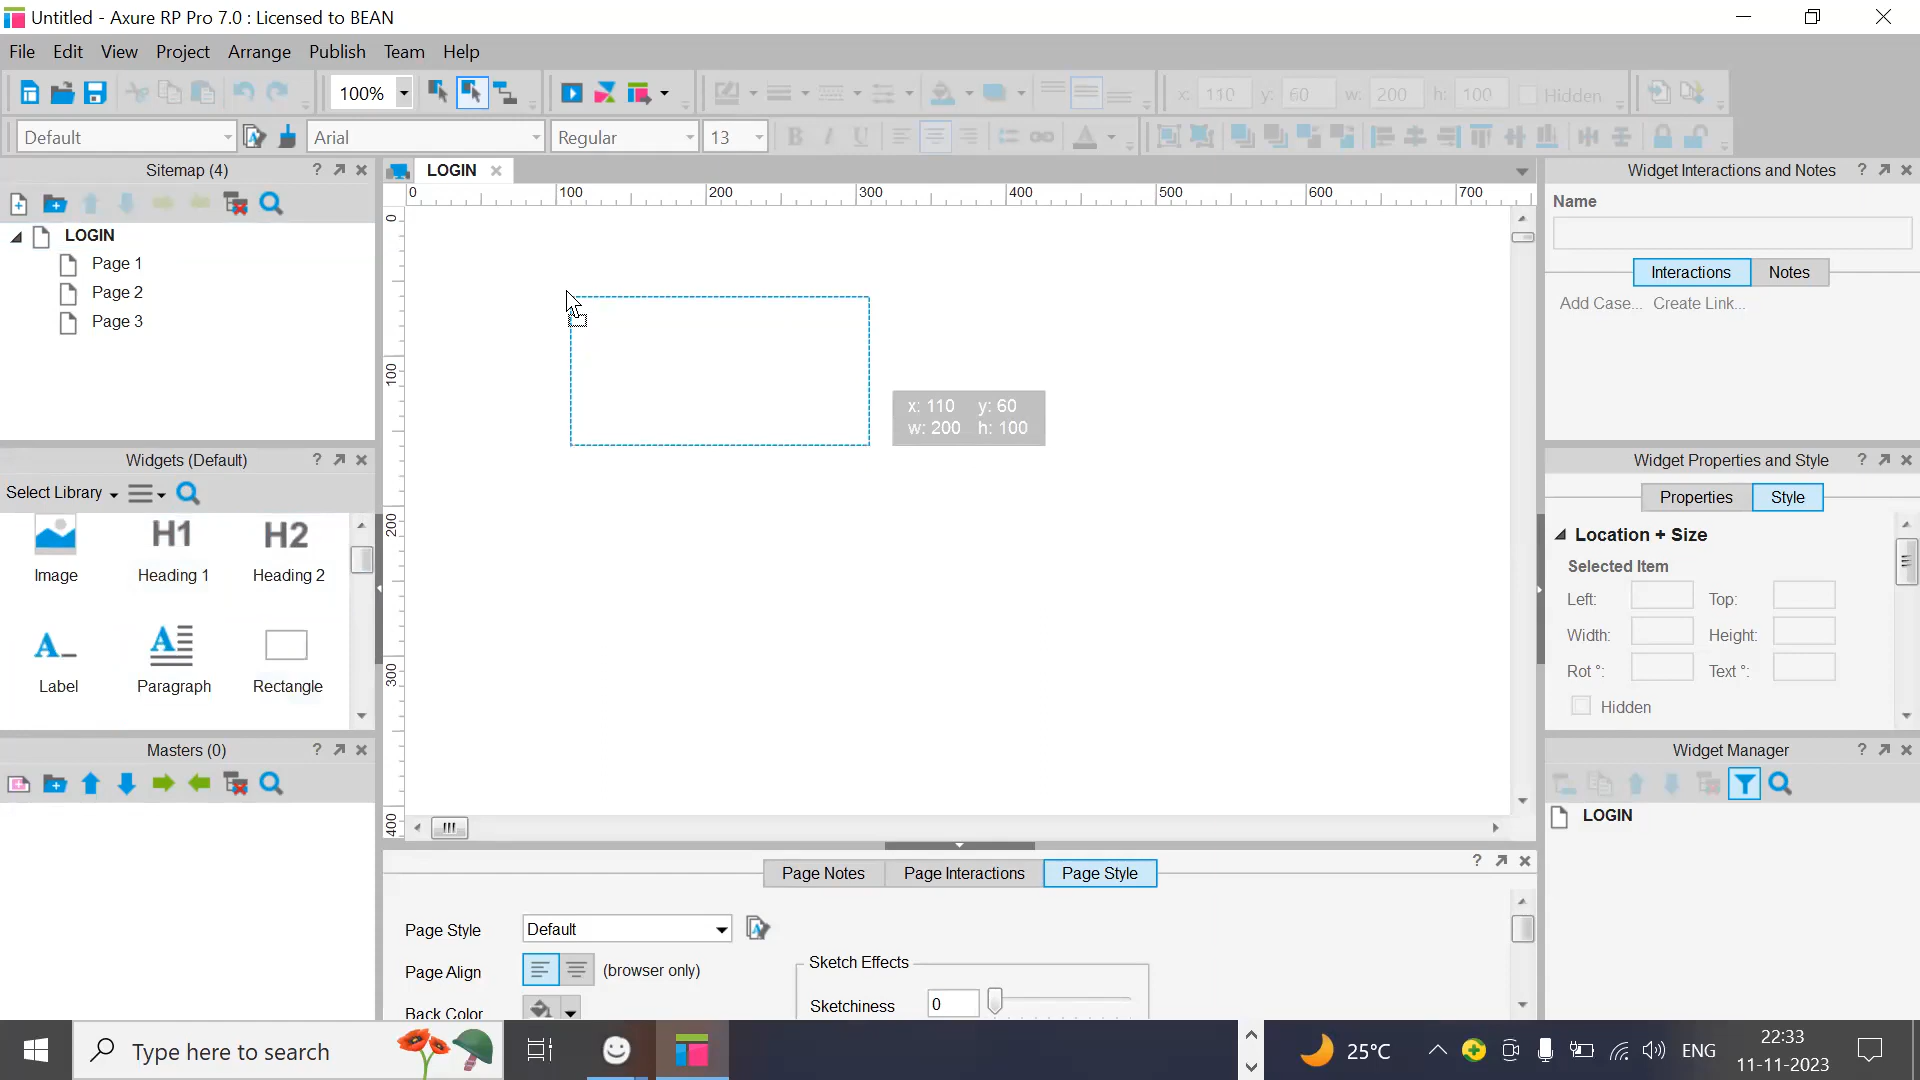 Untitled - Axure RP Pro 7.0 : Licensed to BEAN
File Edit View Project Arrange Publish Team Help
100% x: 110 y: 60 w: 200 h: 100 Hidden
Default Arial Regular 13 B I U
Sitemap (4) ?
LOGIN
Page 1
Page 2
Page 3
Widgets (Default) ?
Select Library
H1 H2
Image Heading 1 Heading 2
A A
Label Paragraph Rectangle
Masters (0) ?
LOGIN
0 100 200 300 400 500 600 700
0
100
200
300
400
x: 110 y: 60
w: 200 h: 100
? 
Page Notes Page Interactions Page Style
Page Style Default
Page Align (browser only)
Back Color
Sketch Effects
Sketchiness 0
Widget Interactions and Notes ?
Name
Interactions Notes
Add Case... Create Link...
Widget Properties and Style ?
Properties Style
Location + Size
Selected Item
Left: Top:
Width: Height:
Rot °: Text °:
Hidden
Widget Manager ?
LOGIN
Type here to search
25°C
ENG
22:33
11-11-2023